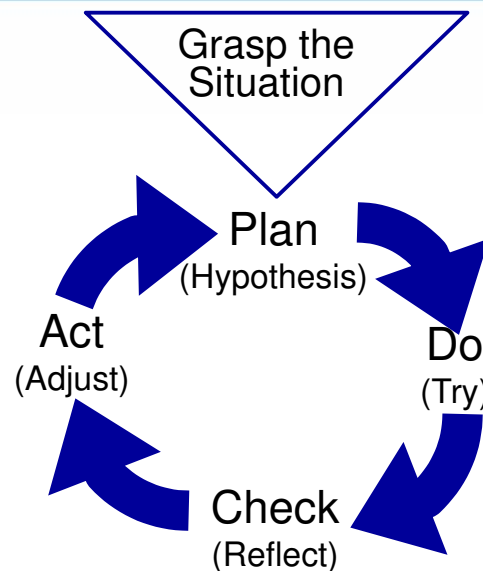 Grasp the
Situation
Plan
(Hypothesis)
Do
(Try)
Check
(Reflect)
Act
(Adjust)